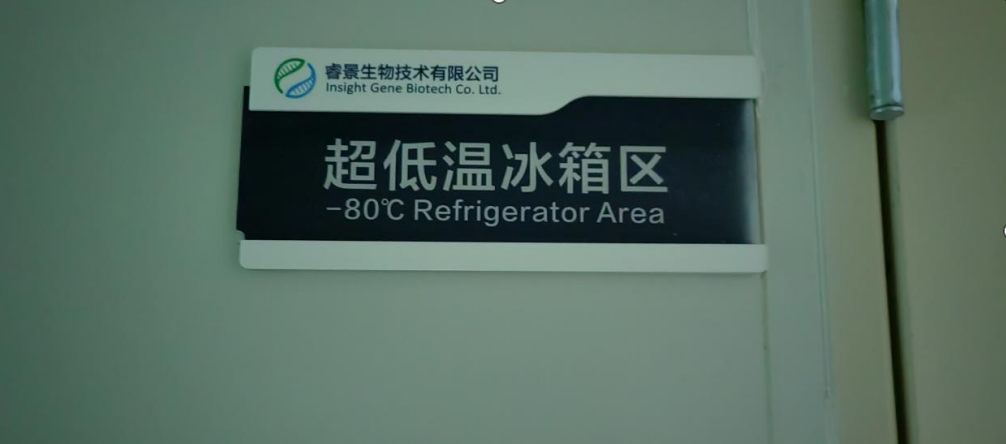 睿景生物技术有限公司
Insight Gene Biotech Co. Ltd.
超低温冰箱区
-80℃ Refrigerator Area